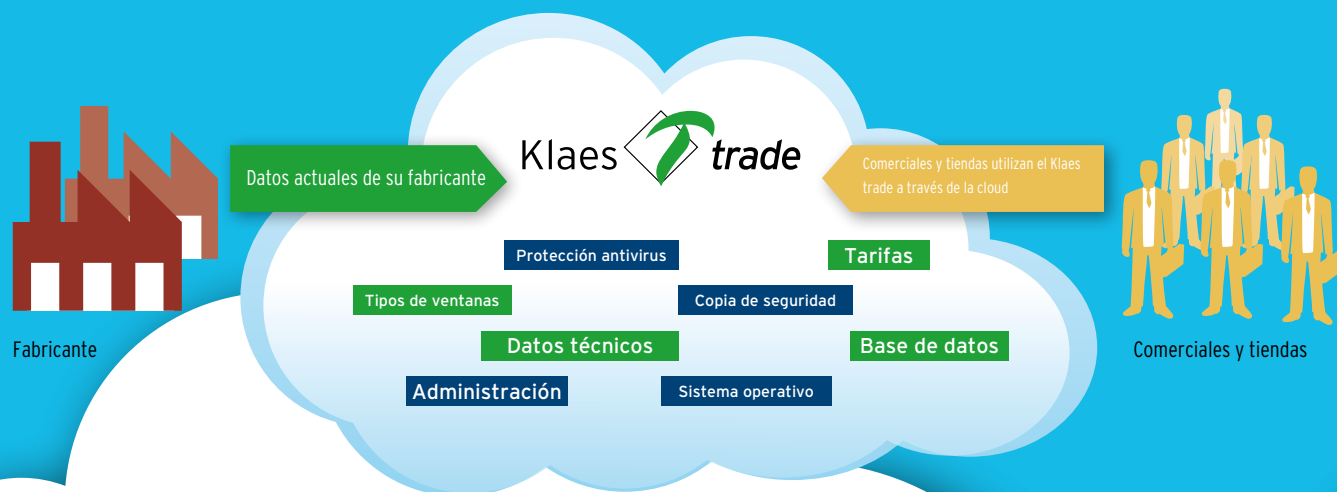 Klaes trade
Datos actuales de su fabricante
Comerciales y tiendas utilizan el Klaes
trade a través de la cloud
Protección antivirus
Tarifas
Tipos de ventanas
Copia de seguridad
Datos técnicos
Base de datos
Administración
Sistema operativo
Fabricante
Comerciales y tiendas